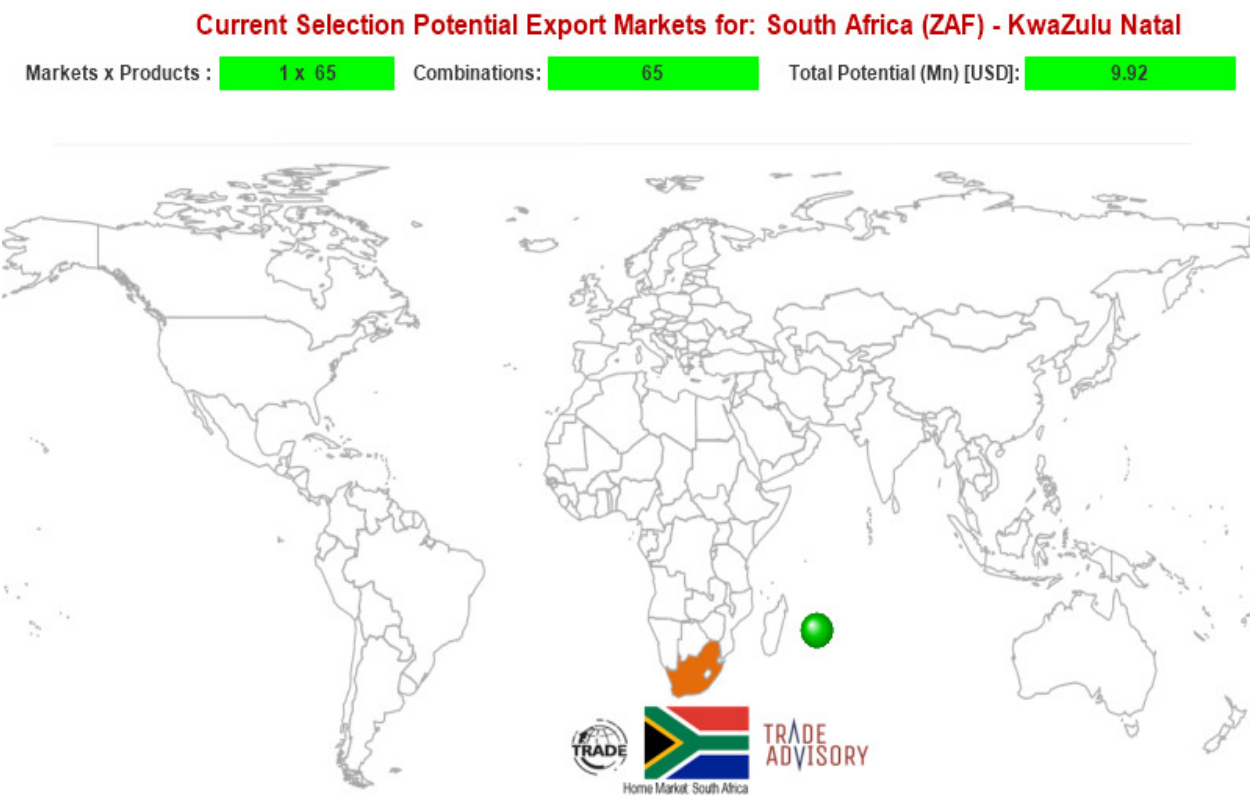 Current Selection Potential Export Markets for: South Africa (ZAF) - KwaZulu Natal
Markets x Products : 1 x 65 Combinations: 65 Total Potential (Mn) [USD]: 9.92
TRADE
TRADE
ADVISORY
Home Market South Africa